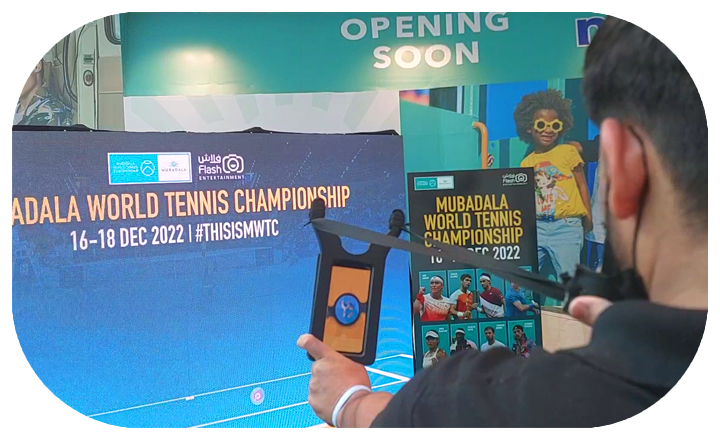 OPENING
SOON
MUBADALA
فلاش
Flash
ENTERTAINMENT
ADALA WORLD TENNIS CHAMPIONSHIP
16-18 DEC 2022 | #THISISMWTC
Flash
MUBADALA
WORLD TENNIS
CHAMPIONSHIP
DEC 2022